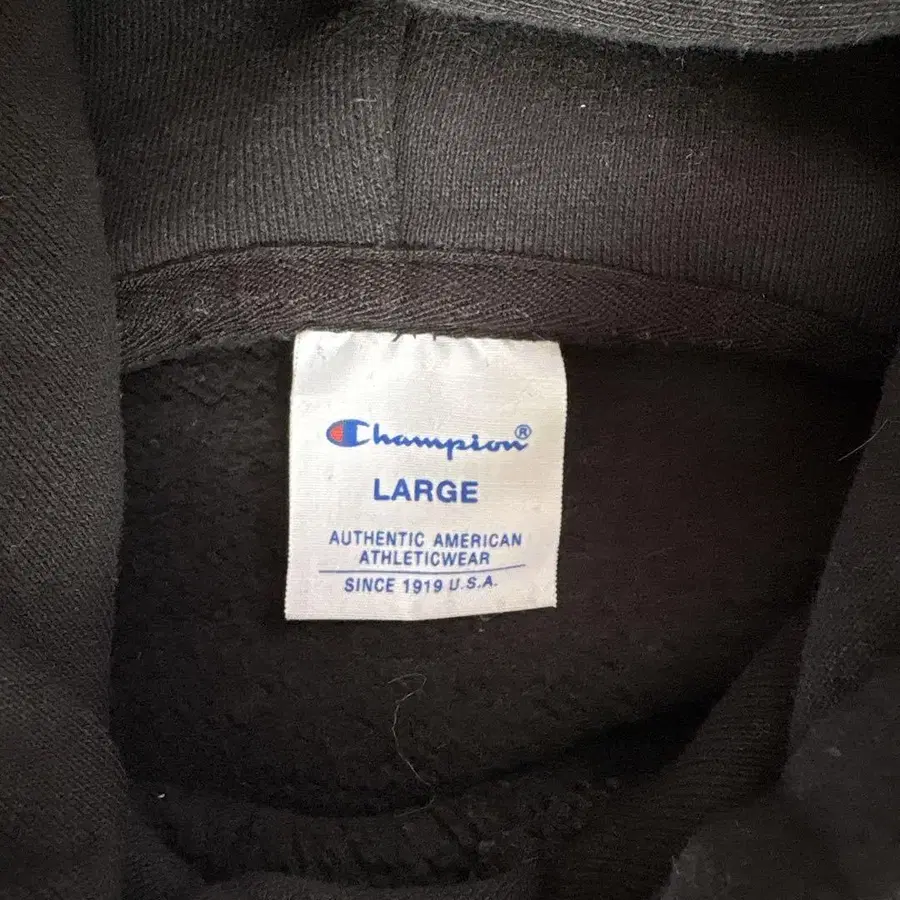 Champion®
LARGE
AUTHENTIC AMERICAN
ATHLETICWEAR
SINCE 1919 U.S.A.